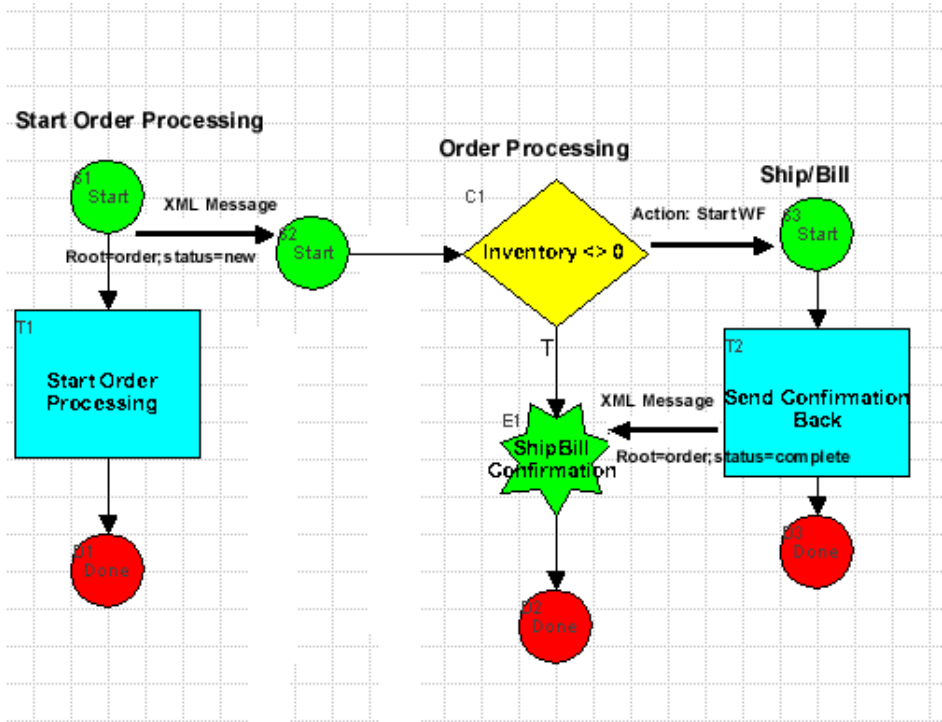 Start Order Processing
S1
Start
XML Message
Root=order;status=new
S2
Start
T1
Start Order
Processing
D1
Done
Order Processing
C1
Inventory <> 0
T
E1
ShipBill
Confirmation
D2
Done
Ship/Bill
Action: StartWF
S3
Start
T2
Send Confirmation
Back
XML Message
Root=order;status=complete
D3
Done